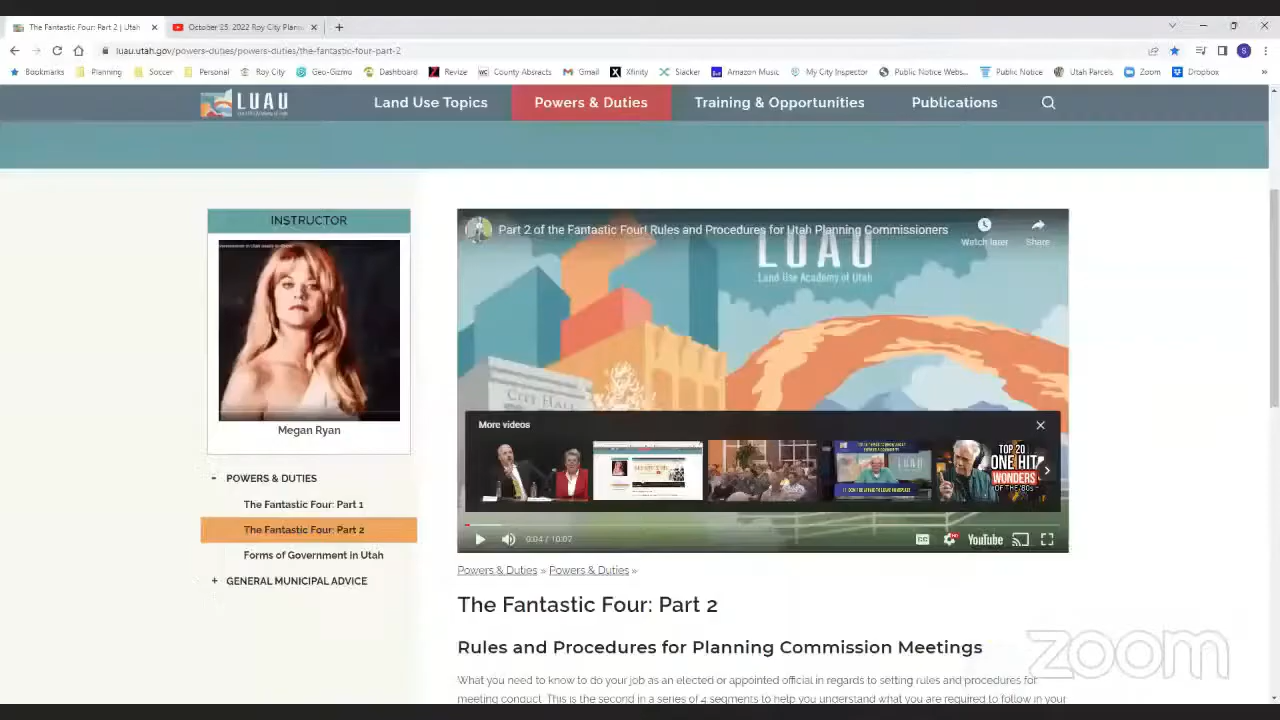 The Fantastic Four: Part 2 | Utah
October 25, 2022 Roy City Plann
luau.utah.gov/powers-duties/powers-duties/the-fantastic-four-part-2
S
Bookmarks Planning Soccer Personal Roy City Geo-Gizmo Dashboard Revize County Absracts Gmail Xfinity Slacker Amazon Music My City Inspector Public Notice Web... Public Notice Utah Parcels Zoom Dropbox »
LUAU Land Use Topics Powers & Duties Training & Opportunities Publications
INSTRUCTOR
Megan Ryan
- POWERS & DUTIES
The Fantastic Four: Part 1
The Fantastic Four: Part 2
Forms of Government in Utah
+ GENERAL MUNICIPAL ADVICE
Part 2 of the Fantastic Four! Rules and Procedures for Utah Planning Commissioners
Watch later Share
LUAU
Land Use Academy of Utah
CITY HALL
More videos
LUAU
TOP 20
ONE HIT
WONDERS
OF THE '80s
0:04 / 10:07
CC HD YouTube
Powers & Duties » Powers & Duties »
The Fantastic Four: Part 2
Rules and Procedures for Planning Commission Meetings
What you need to know to do your job as an elected or appointed official in regards to setting rules and procedures for
meeting conduct. This is the second in a series of 4 segments to help you understand what you are required to follow in your
zoom